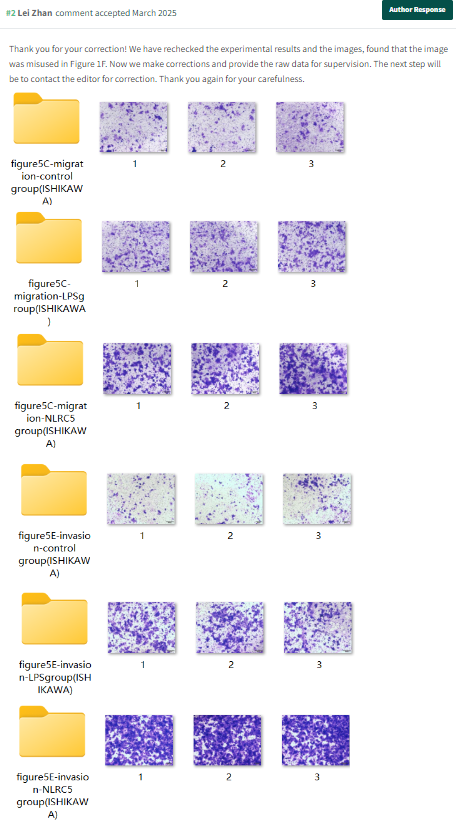 #2 Lei Zhan comment accepted March 2025
Author Response
Thank you for your correction! We have rechecked the experimental results and the images, found that the image
was misused in Figure 1F. Now we make corrections and provide the raw data for supervision. The next step will
be to contact the editor for correction. Thank you again for your carefulness.
figure5C-migrat
ion-control
group(ISHIKAW
A)
1
2
3
figure5C-
migration-LPSg
roup(ISHIKAWA
)
1
2
3
figure5C-migrat
ion-NLRC5
group(ISHIKAW
A)
1
2
3
figure5E-invasio
n-control
group(ISHIKAW
A)
1
2
3
figure5E-invasio
n-LPSgroup(ISH
IKAWA)
1
2
3
figure5E-invasio
n-NLRC5
group(ISHIKAW
A)
1
2
3